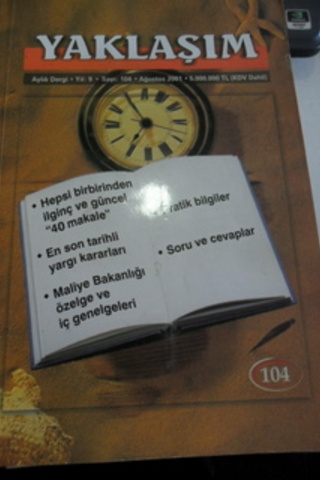 YAKLAŞIM
Aylık Dergi • Yıl: 9 • Sayı: 104 • Ağustos 2001 • 5.000.000 TL (KDV Dahil)
• Hepsi birbirinden
ilginç ve güncel
"40 makale"
• En son tarihli
yargı kararları
• Maliye Bakanlığı
özelge ve
iç genelgeleri
ratik bilgiler
• Soru ve cevaplar
104